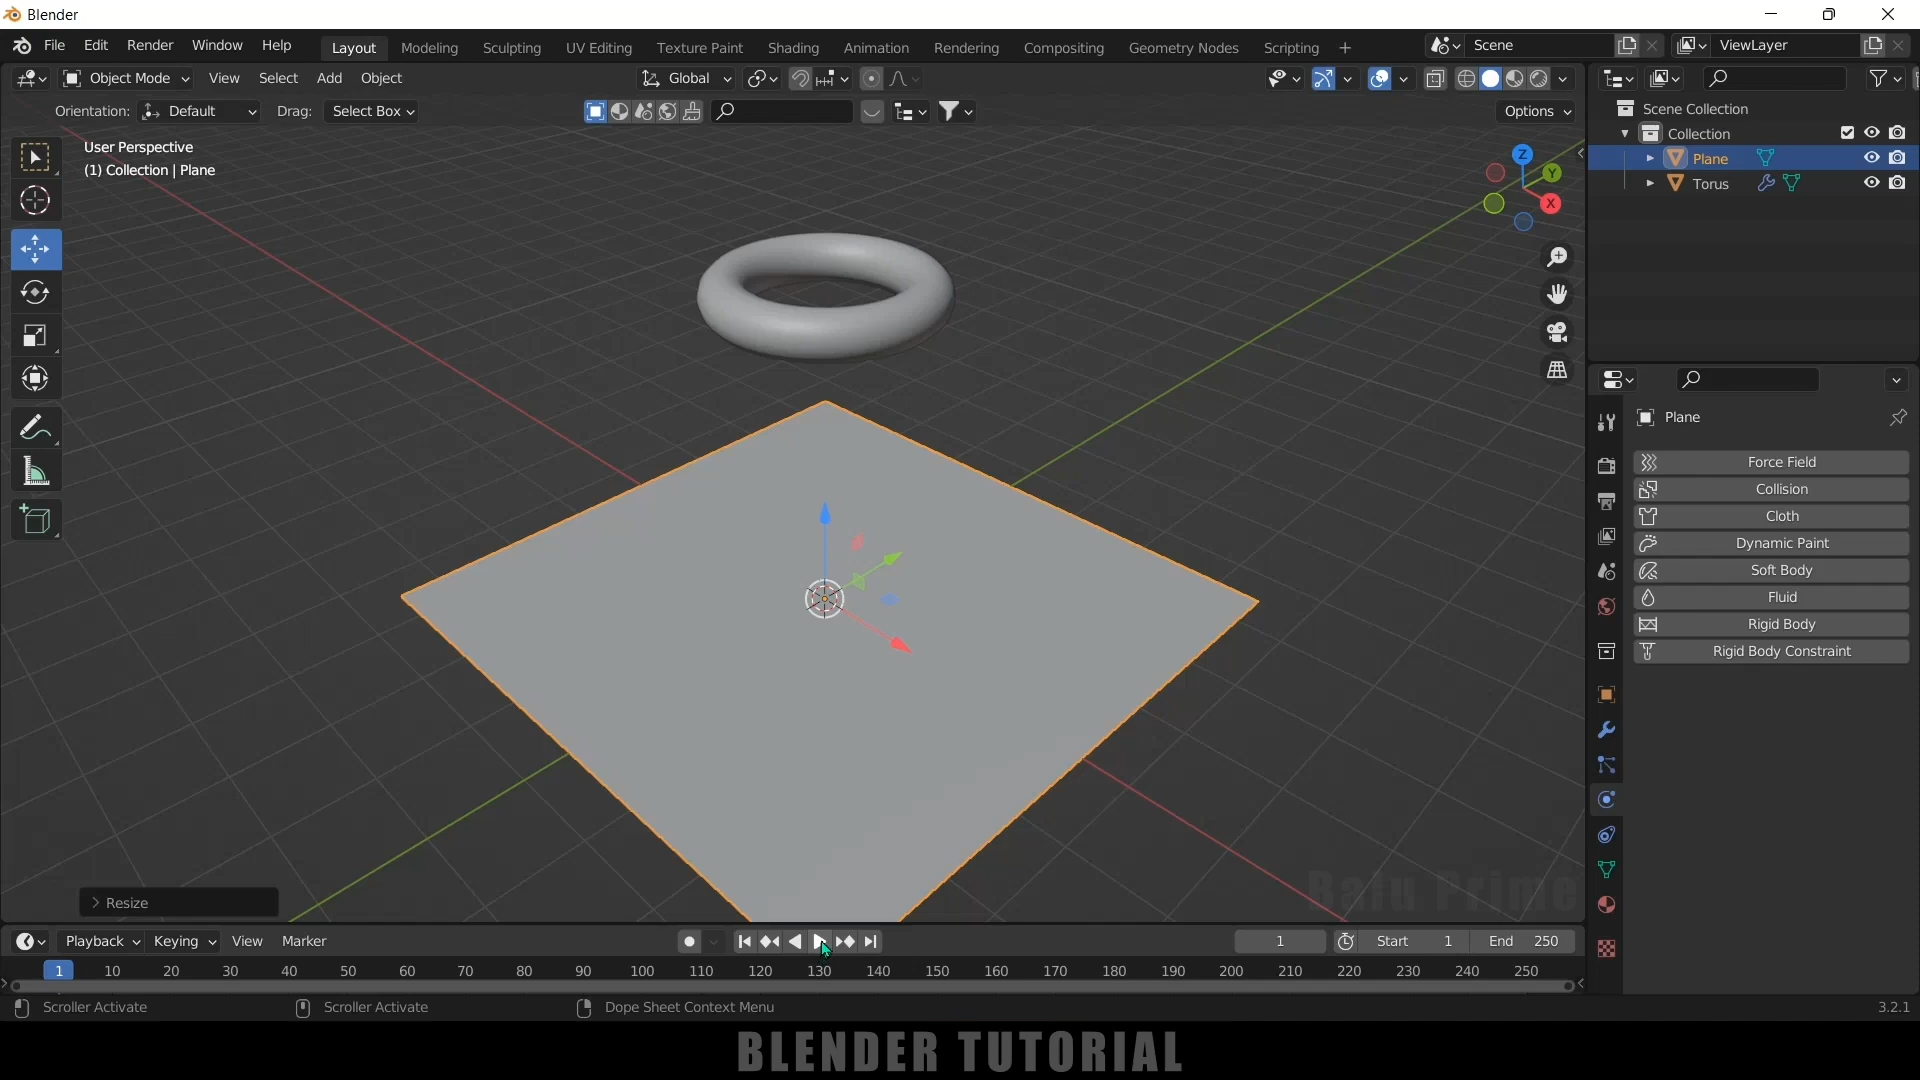 Blender
File Edit Render Window Help Layout Modeling Sculpting UV Editing Texture Paint Shading Animation Rendering Compositing Geometry Nodes Scripting + Scene ViewLayer
Object Mode View Select Add Object Global
Orientation: Default Drag: Select Box Options
User Perspective
(1) Collection | Plane
Z
Y
X
Scene Collection
Collection
Plane
Torus
Plane
Force Field
Collision
Cloth
Dynamic Paint
Soft Body
Fluid
Rigid Body
Rigid Body Constraint
Balu Prime
> Resize
Playback Keying View Marker 1 Start 1 End 250
1 10 20 30 40 50 60 70 80 90 100 110 120 130 140 150 160 170 180 190 200 210 220 230 240 250
Scroller Activate Scroller Activate Dope Sheet Context Menu 3.2.1
BLENDER TUTORIAL